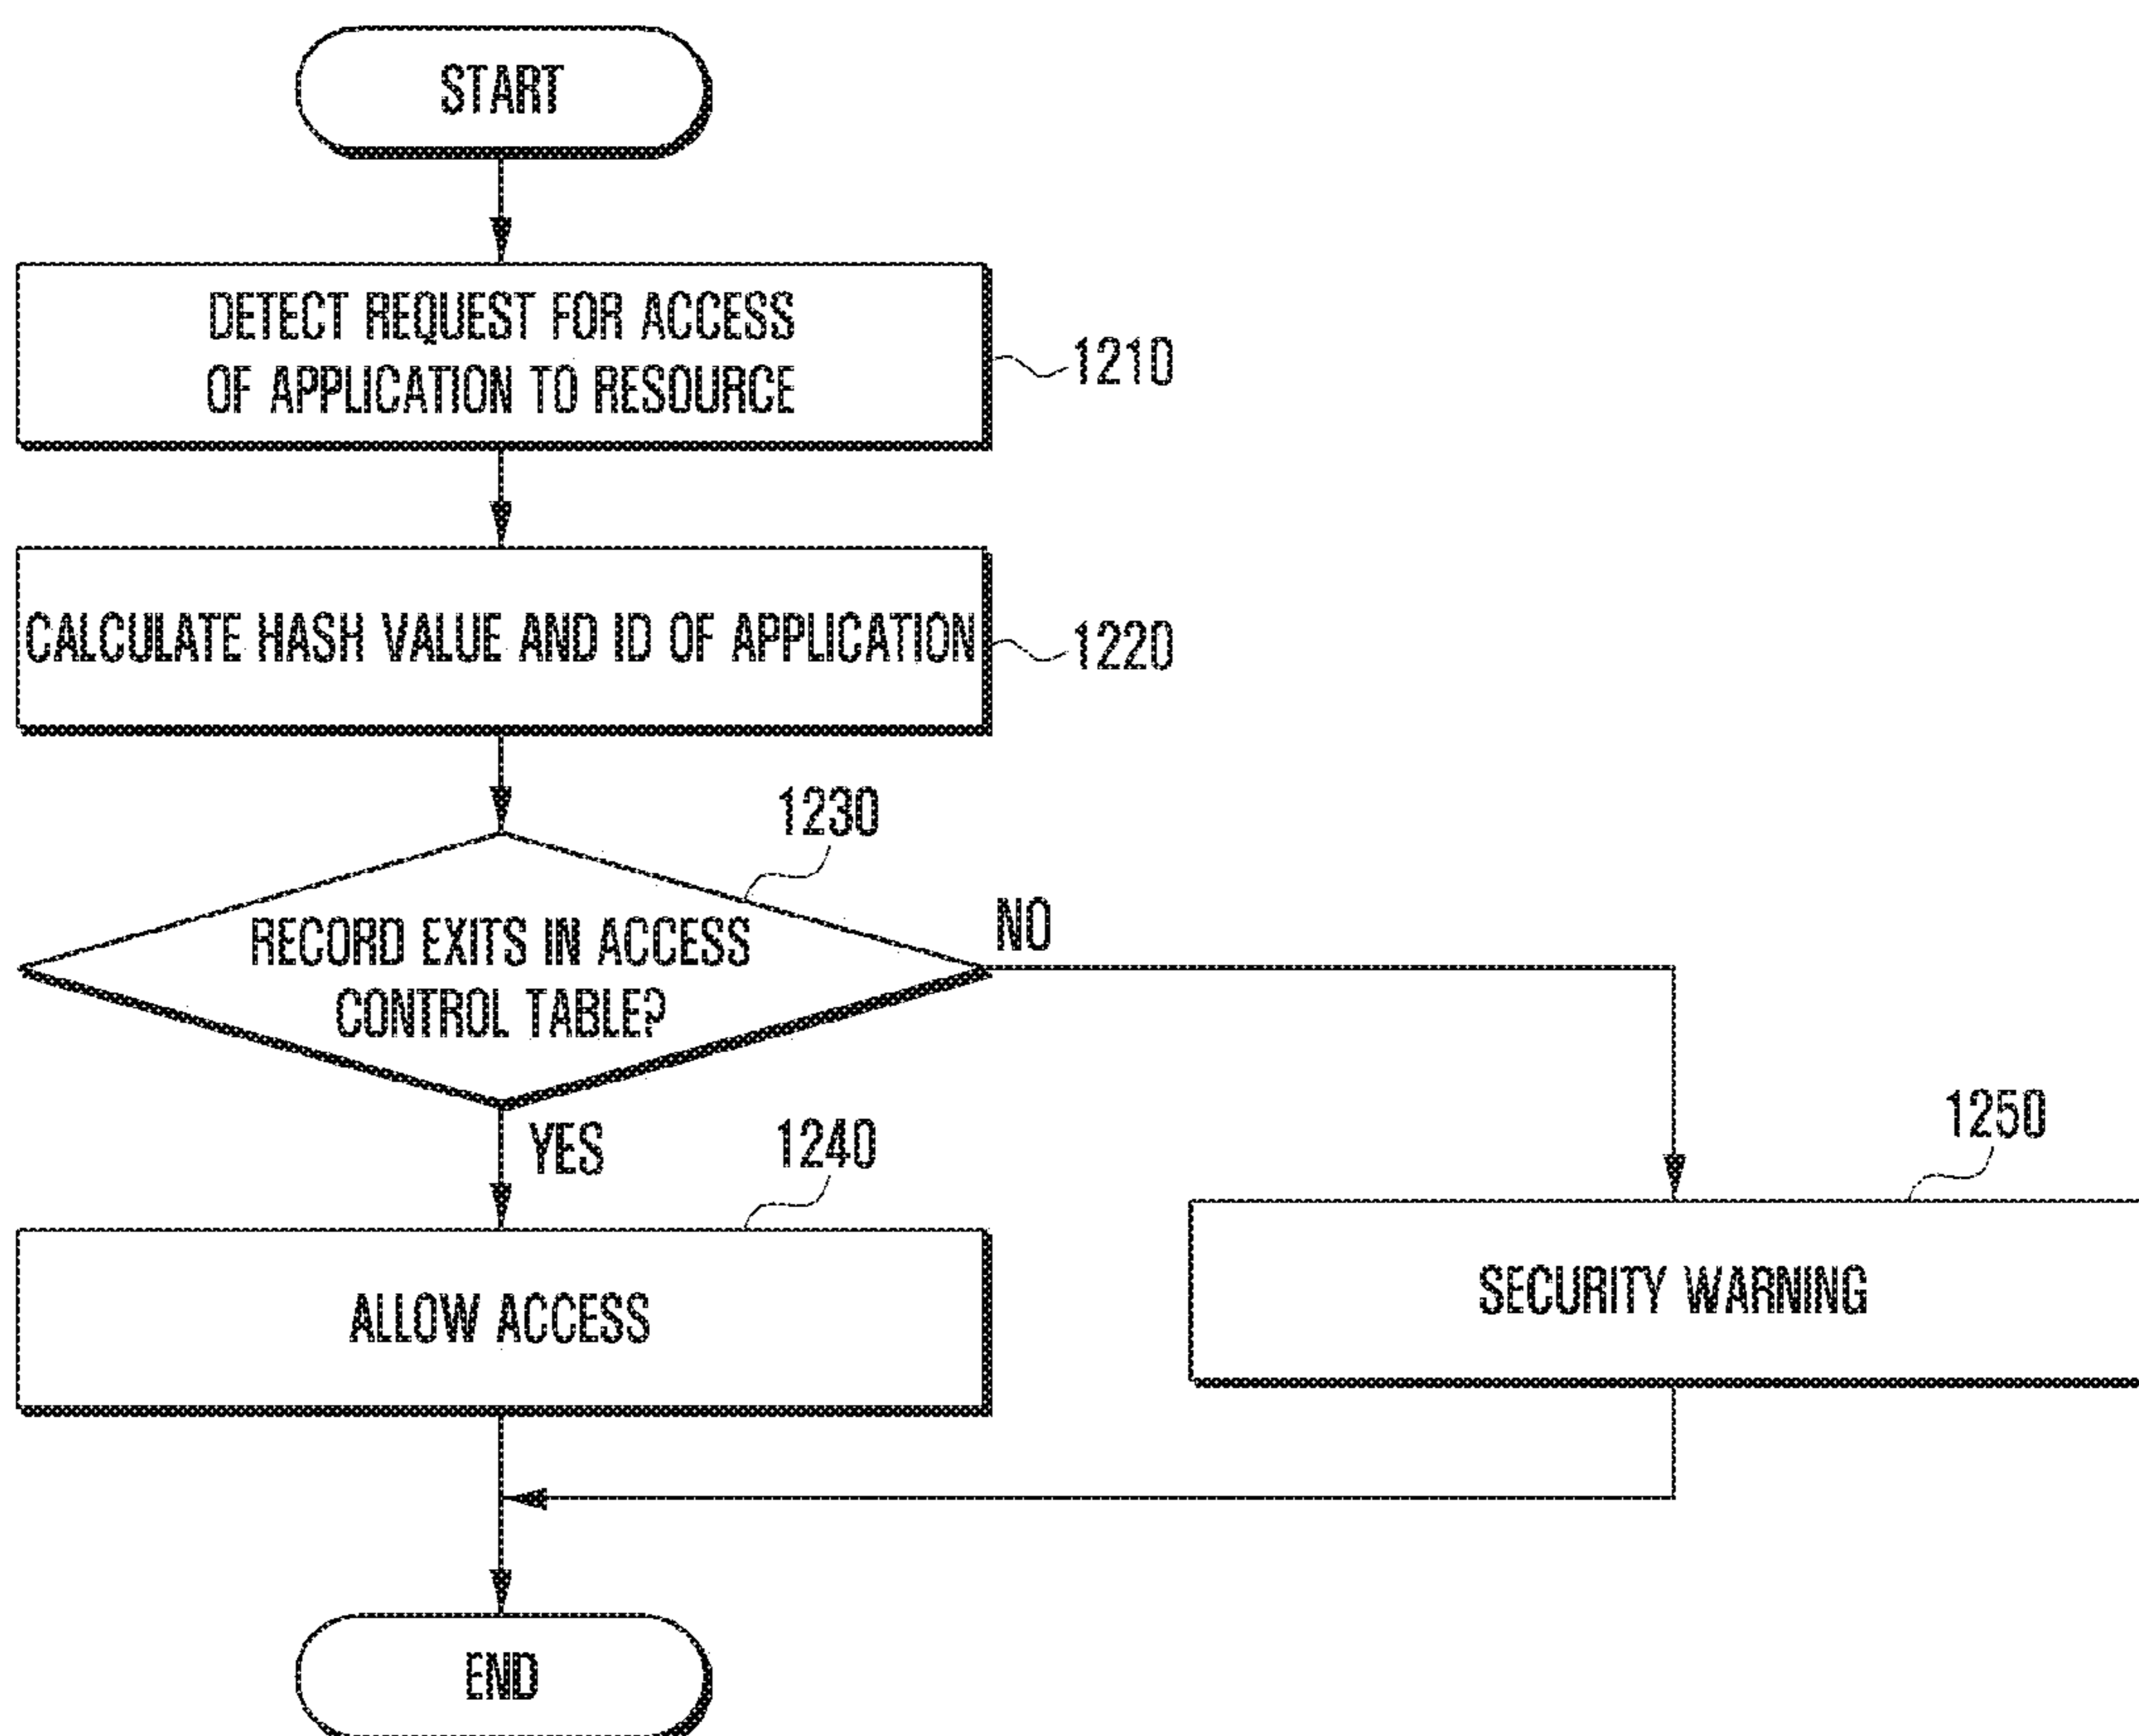 START
DETECT REQUEST FOR ACCESS
OF APPLICATION TO RESOURCE
1210
CALCULATE HASH VALUE AND ID OF APPLICATION
1220
1230
RECORD EXITS IN ACCESS
CONTROL TABLE?
NO
YES
1240
ALLOW ACCESS
1250
SECURITY WARNING
END